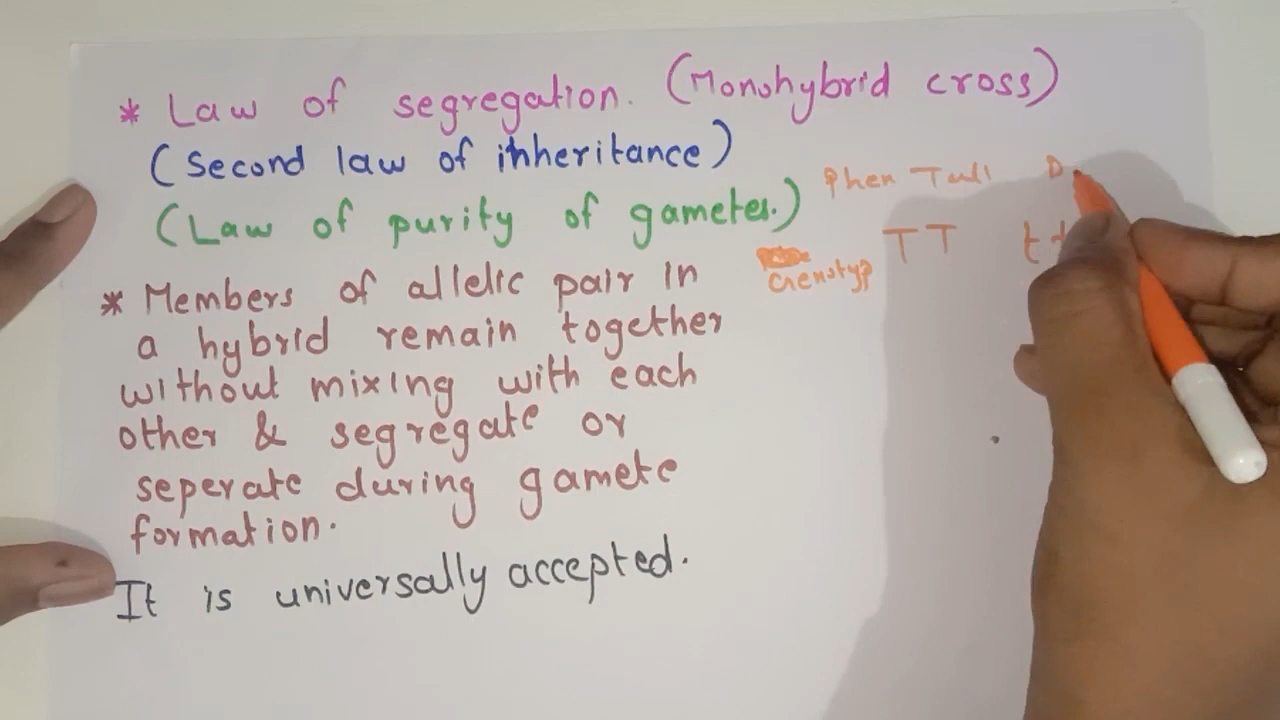 * Law of segregation. (Monohybrid cross)
(Second law of inheritance)
(Law of purity of gametes.)
Phen Tall D
TT tt
Genotyp
* Members of allelic pair in
a hybrid remain together
without mixing with each
other & segregate or
seperate during gamete
formation.
It is universally accepted.